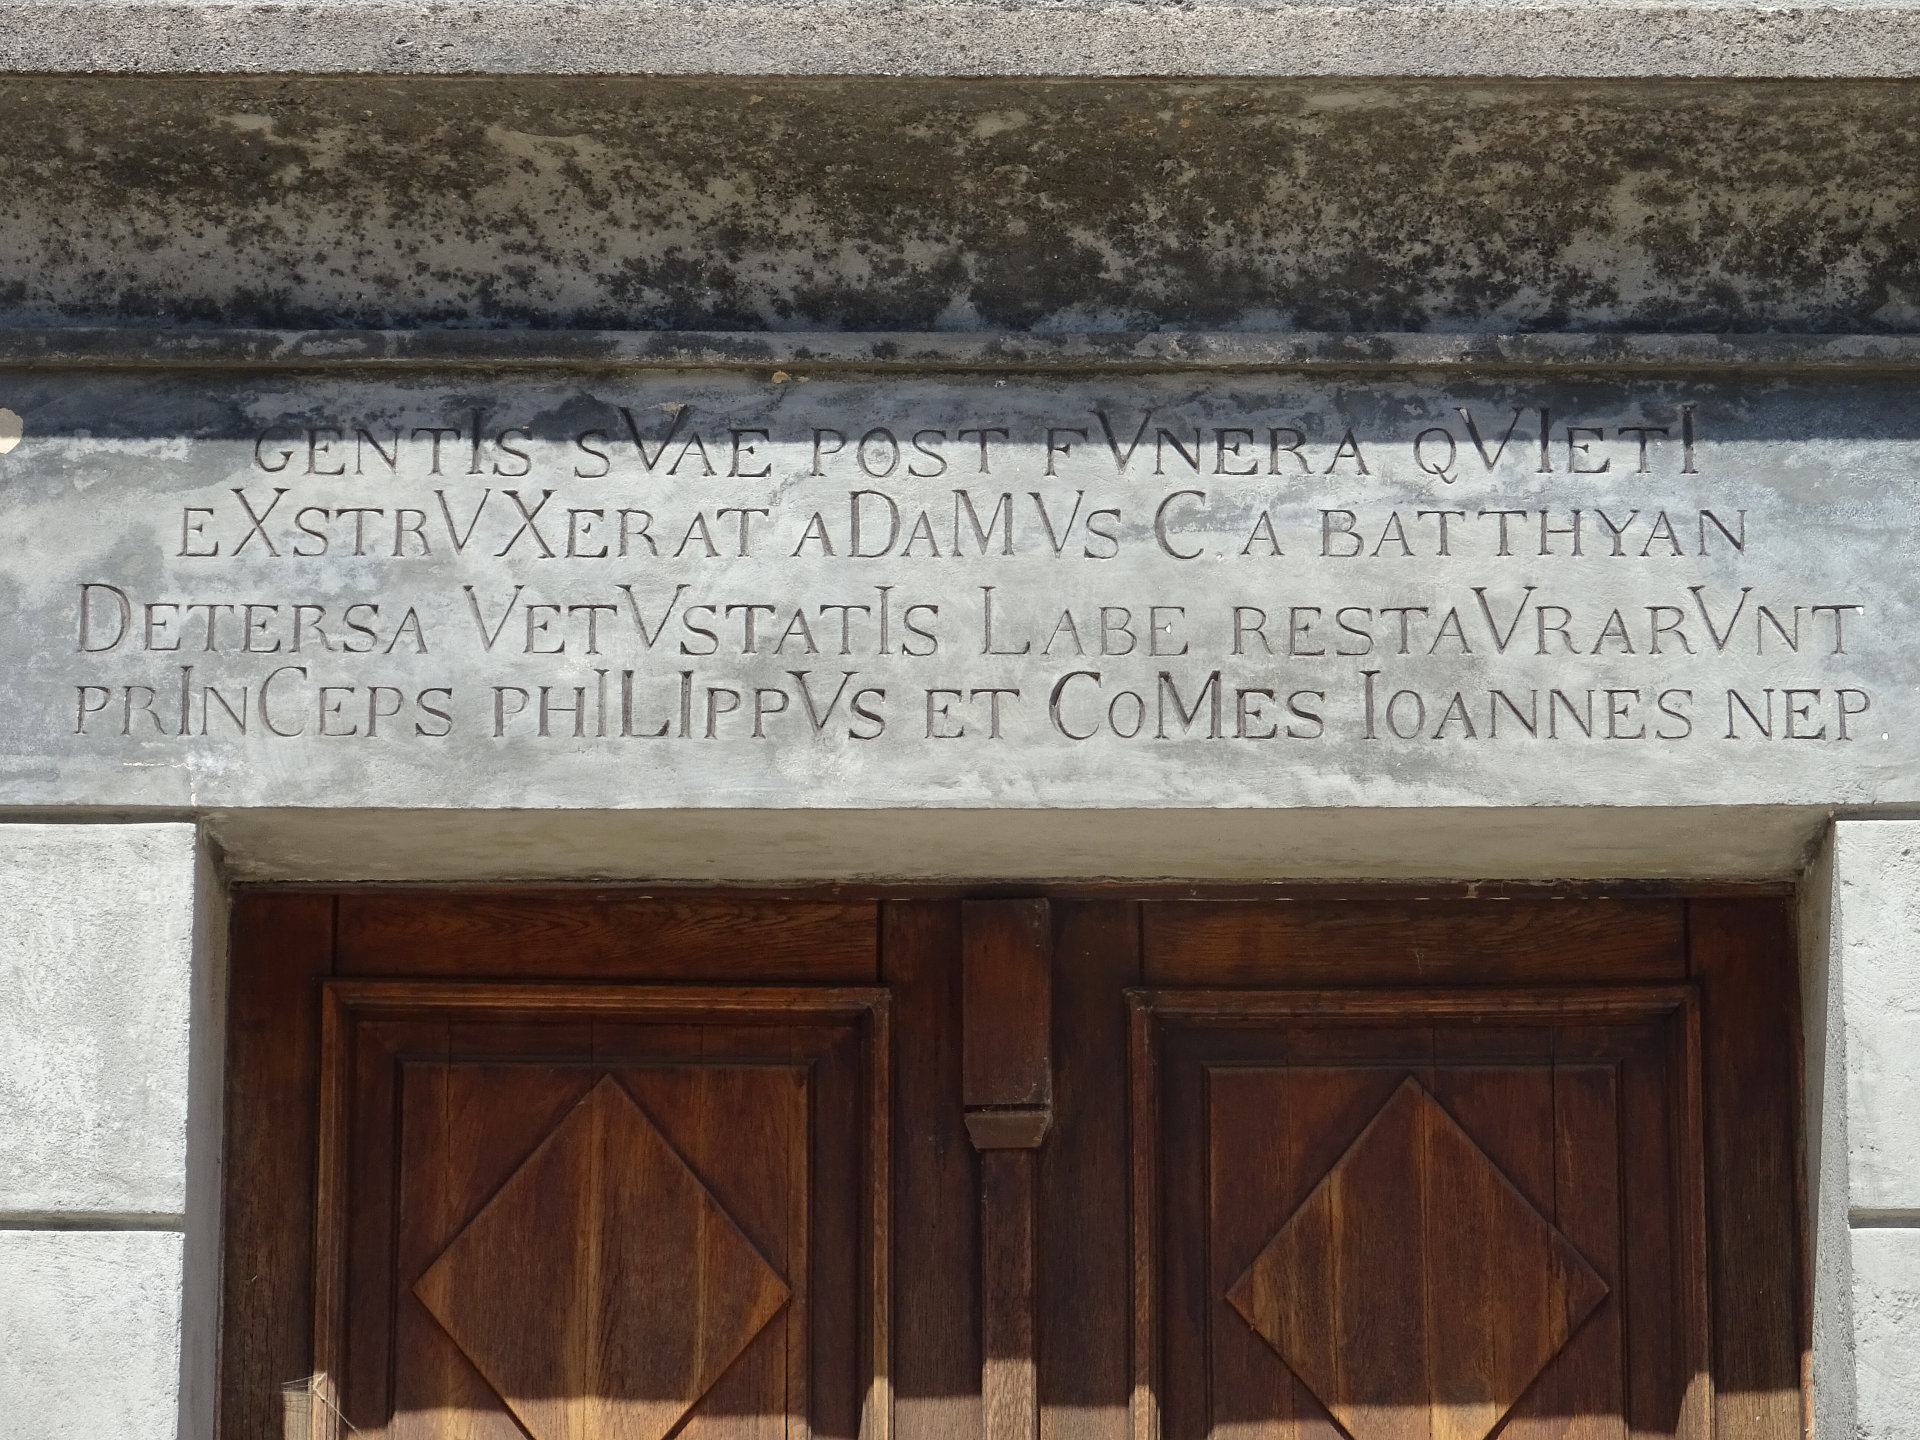 GENTIS SVAE POST FVNERA QVIETI
EXSTRVXERAT ADAMVS C. A BATTHYAN
DETERSA VETVSTATIS LABE RESTAVRARVNT
PRINCEPS PHILIPPVS ET COMES IOANNES NEP.